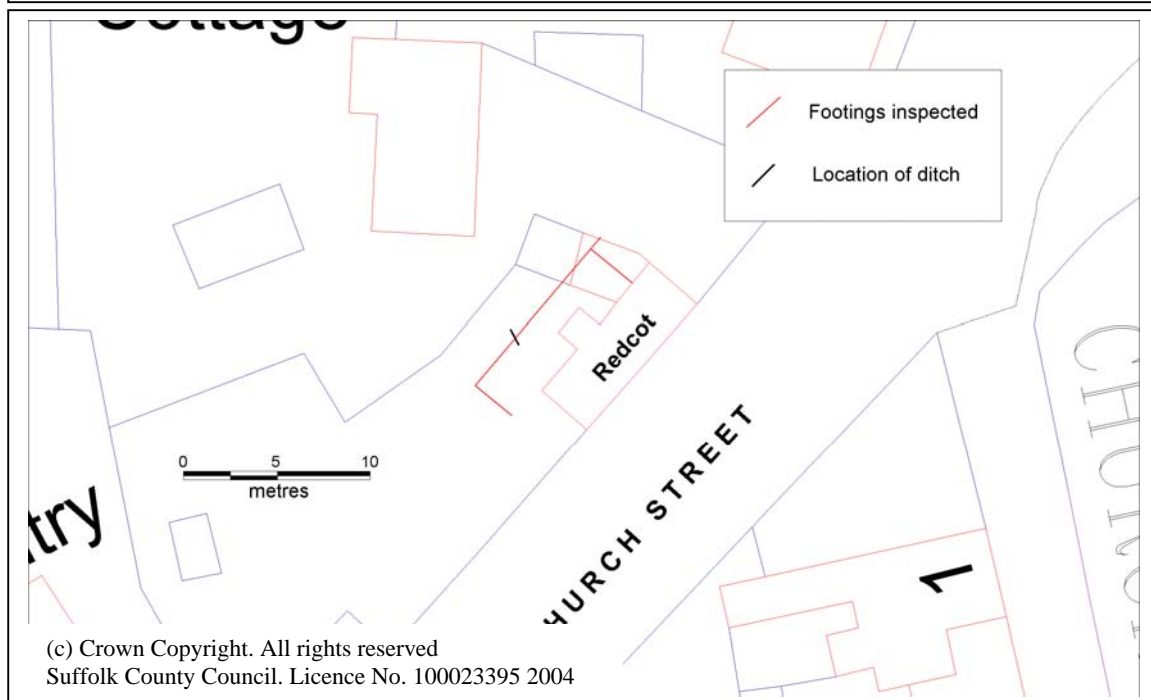 Cottage
Footings inspected
Location of ditch
Redcot
0 5 10
metres
CHURCH STREET
1
(c) Crown Copyright. All rights reserved
Suffolk County Council. Licence No. 100023395 2004